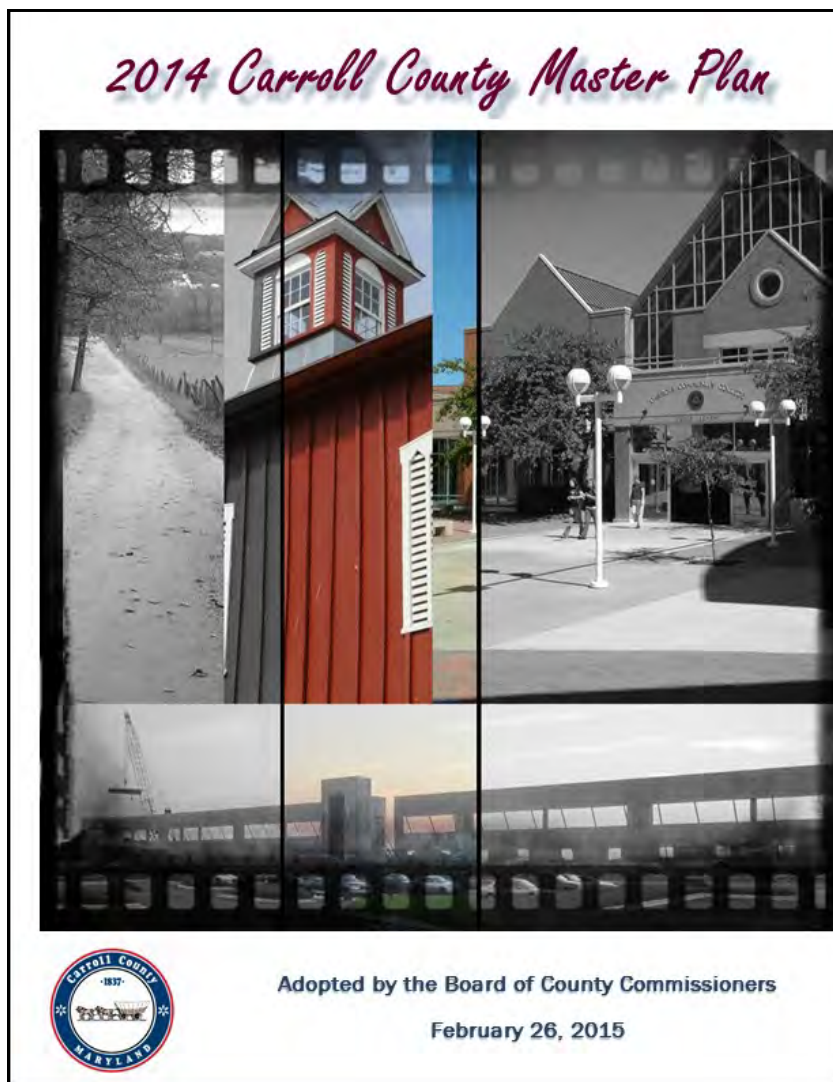 2014 Carroll County Master Plan
Carroll County
·1837·
MARYLAND
Adopted by the Board of County Commissioners
February 26, 2015